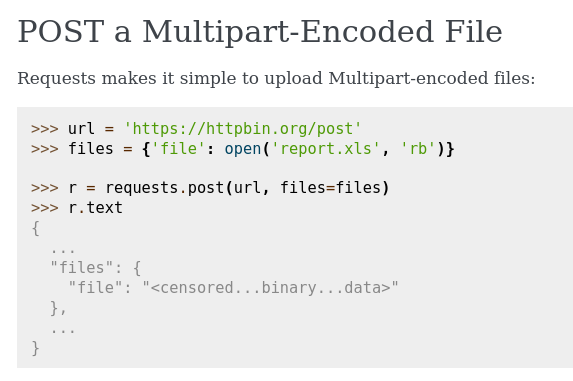 POST a Multipart-Encoded File
Requests makes it simple to upload Multipart-encoded files:
>>> url = 'https://httpbin.org/post'
>>> files = {'file': open('report.xls', 'rb')}
>>> r = requests.post(url, files=files)
>>> r.text
{
  ...
  "files": {
    "file": "<censored...binary...data>"
  },
  ...
}